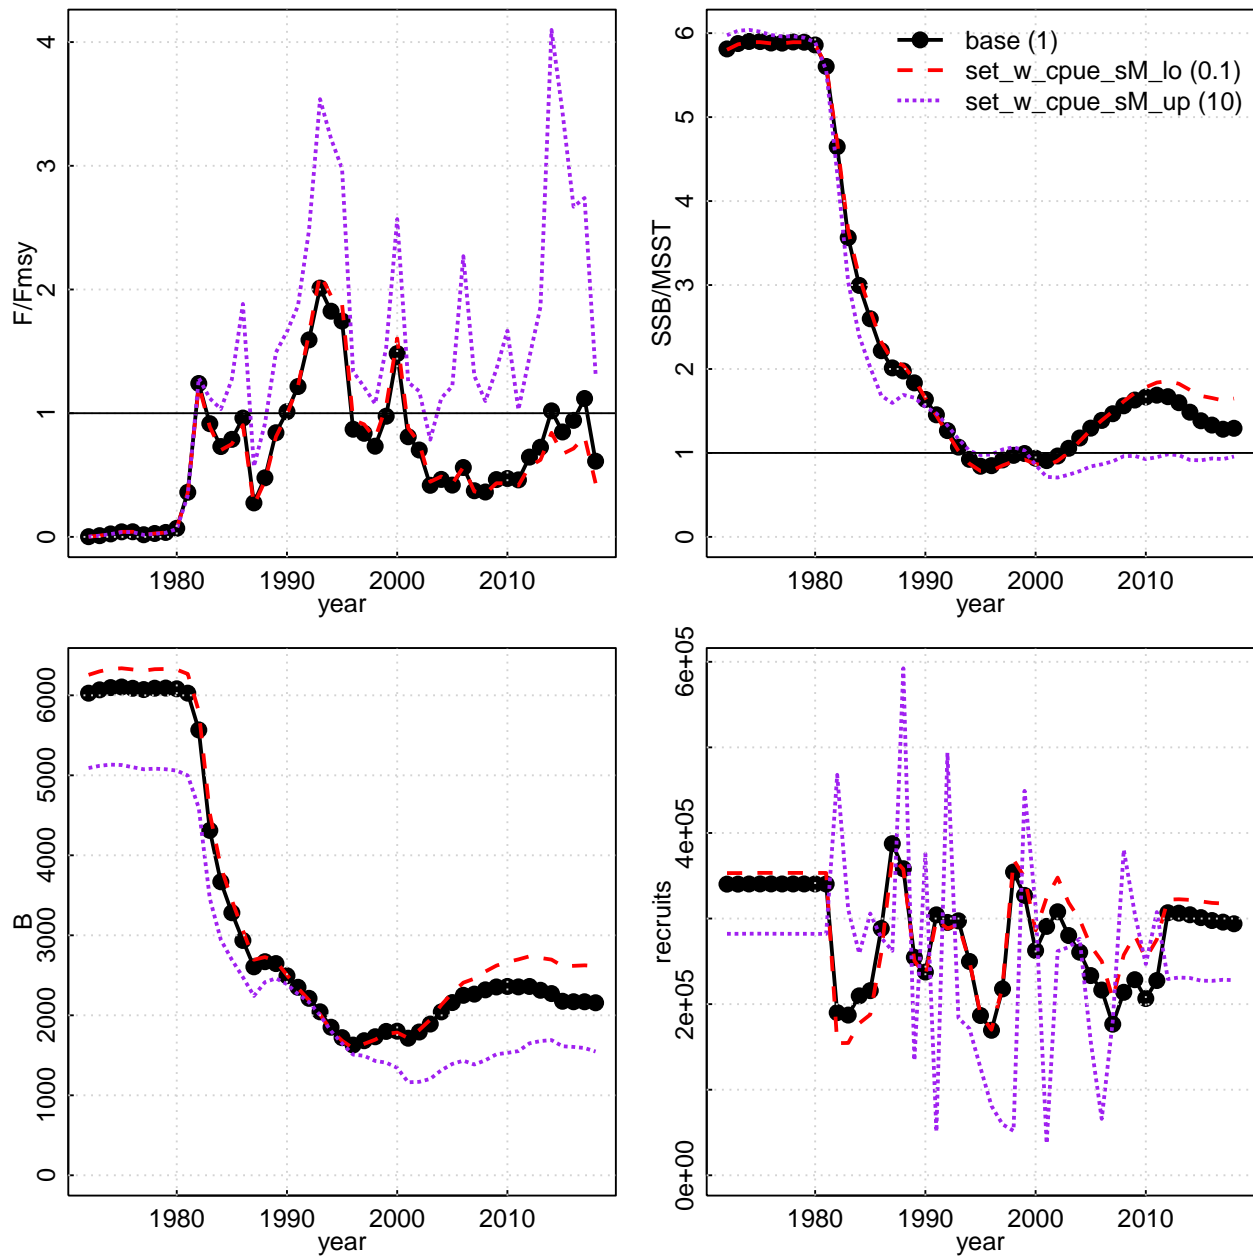 4
3
2
1
0
F/Fmsy
1980 1990 2000 2010
year
6
5
4
3
2
1
0
SSB/MSST
base (1)
set_w_cpue_sM_lo (0.1)
set_w_cpue_sM_up (10)
1980 1990 2000 2010
year
6000
5000
4000
3000
2000
1000
0
B
1980 1990 2000 2010
year
6e+05
4e+05
2e+05
0e+00
recruits
1980 1990 2000 2010
year